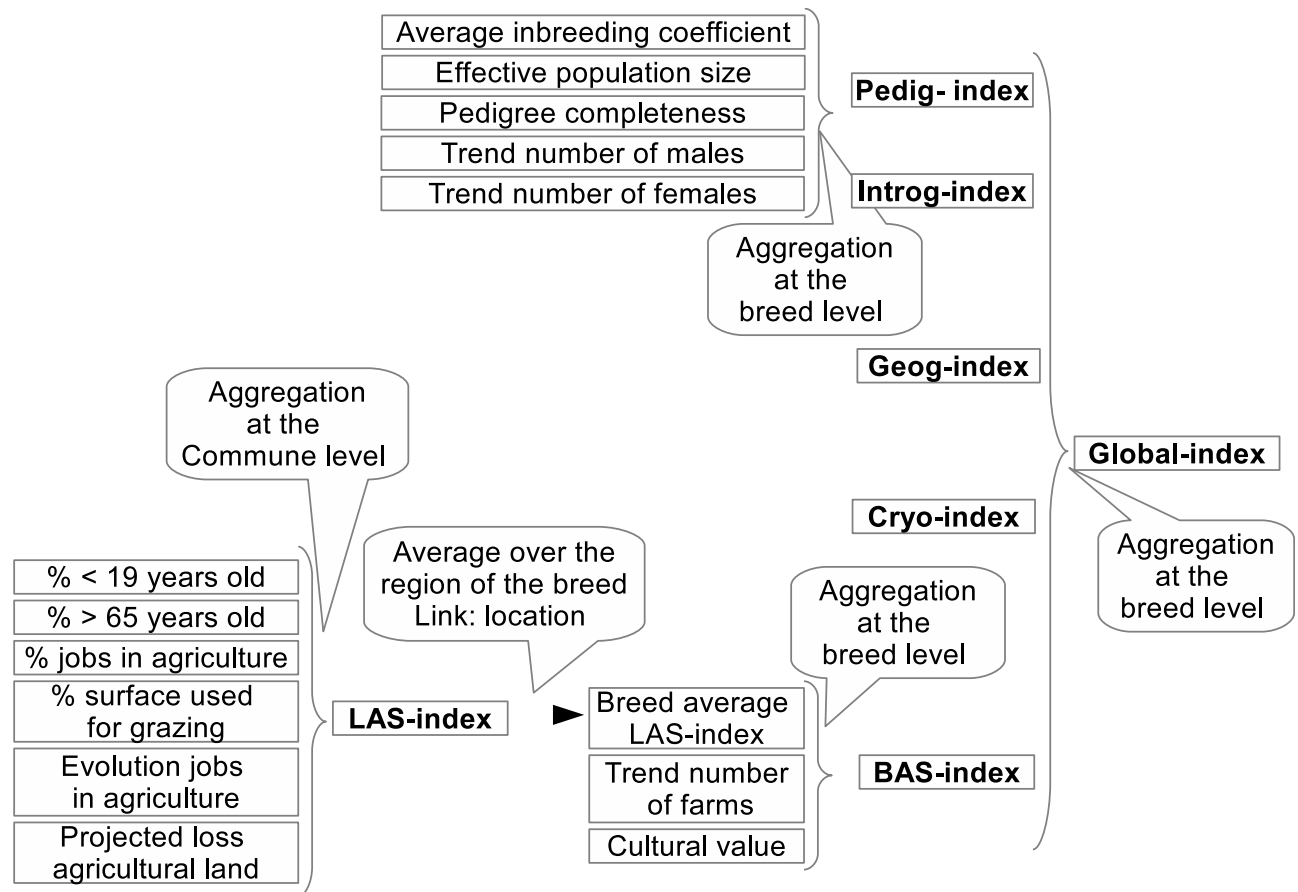 Average inbreeding coefficient
Effective population size
Pedigree completeness
Trend number of males
Trend number of females
Pedig- index
Introg-index
Aggregation
at the
breed level
Geog-index
Aggregation
at the
Commune level
Global-index
Cryo-index
Aggregation
at the
breed level
Average over the
region of the breed
Link: location
Aggregation
at the
breed level
% < 19 years old
% > 65 years old
% jobs in agriculture
% surface used
for grazing
Evolution jobs
in agriculture
Projected loss
agricultural land
LAS-index
Breed average
LAS-index
Trend number
of farms
Cultural value
BAS-index